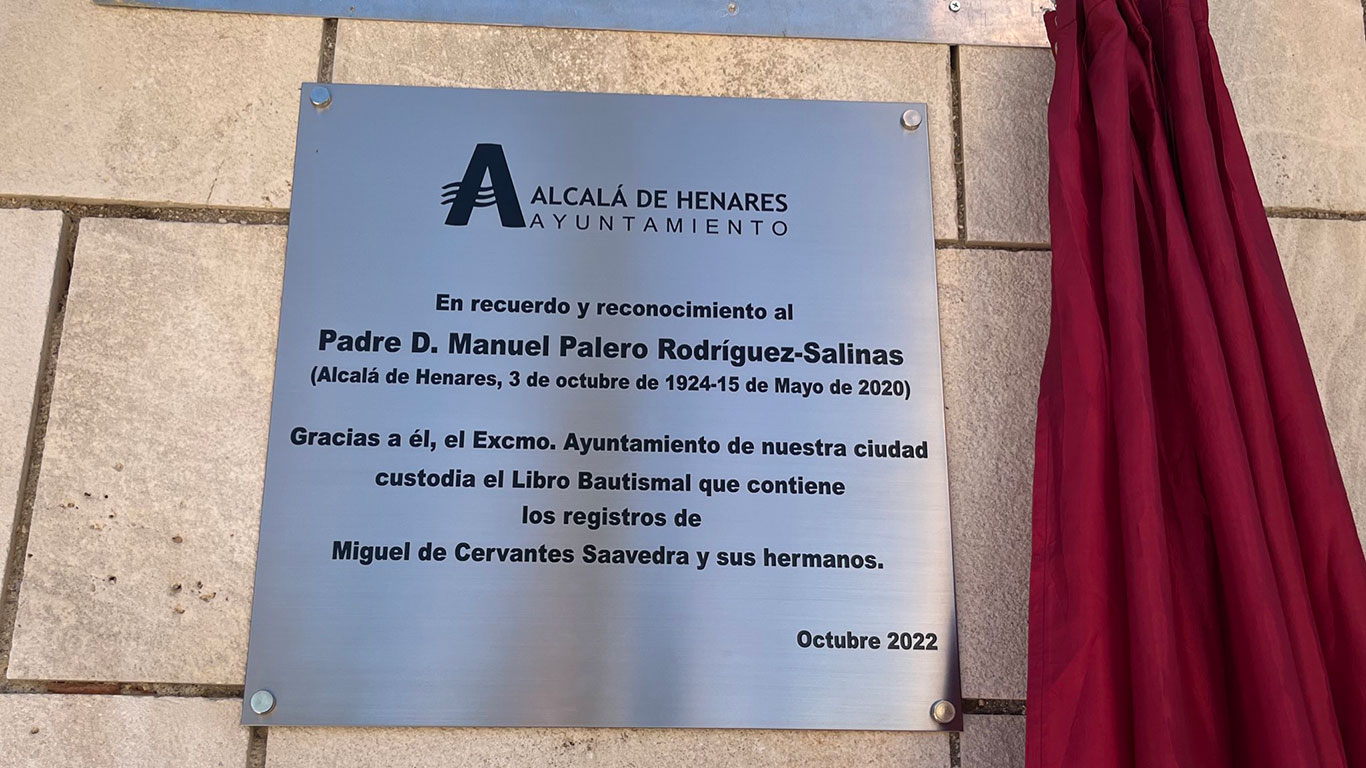 ALCALÁ DE HENARES
AYUNTAMIENTO
En recuerdo y reconocimiento al
Padre D. Manuel Palero Rodríguez-Salinas
(Alcalá de Henares, 3 de octubre de 1924-15 de Mayo de 2020)
Gracias a él, el Excmo. Ayuntamiento de nuestra ciudad
custodia el Libro Bautismal que contiene
los registros de
Miguel de Cervantes Saavedra y sus hermanos.
Octubre 2022